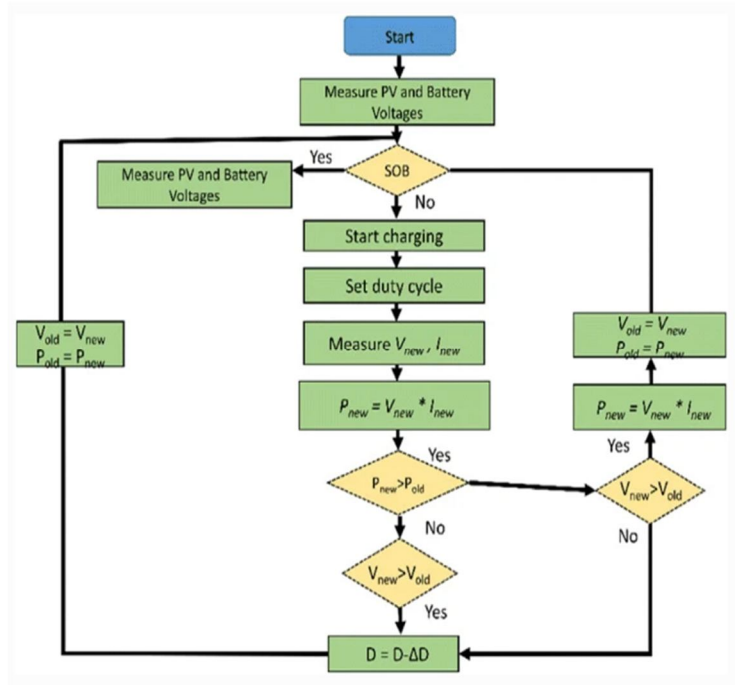 Start
Measure PV and Battery
Voltages
Yes
SOB
Measure PV and Battery
Voltages
No
Start charging
Set duty cycle
Measure Vnew , Inew
Pnew = Vnew * Inew
Yes
Pnew>Pold
No
Vnew>Vold
Yes
D = D-ΔD
Vold = Vnew
Pold = Pnew
Vold = Vnew
Pold = Pnew
Pnew = Vnew * Inew
Yes
Vnew>Vold
No